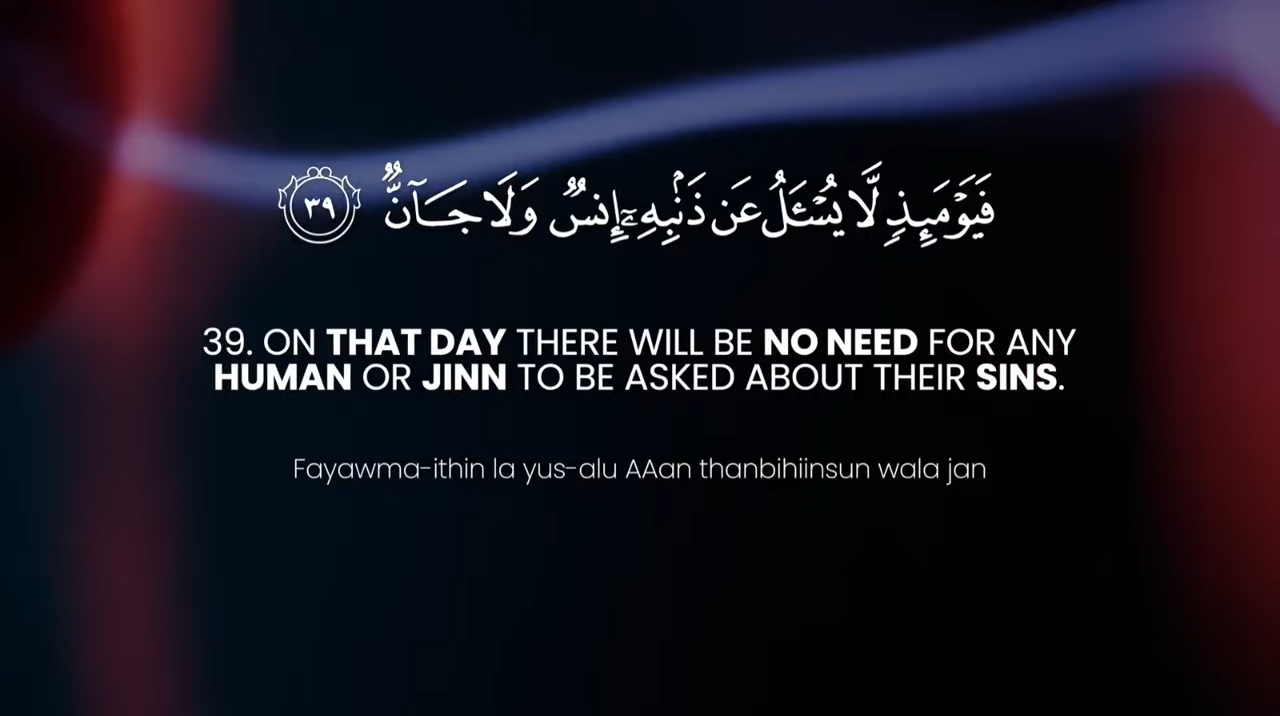 فَيَوْمَئِذٍ لَّا يُسْـَٔلُ عَن ذَنۢبِهِۦٓ إِنسٌ وَلَا جَآنٌّ ٣٩
39. ON THAT DAY THERE WILL BE NO NEED FOR ANY
HUMAN OR JINN TO BE ASKED ABOUT THEIR SINS.
Fayawma-ithin la yus-alu AAan thanbihiinsun wala jan